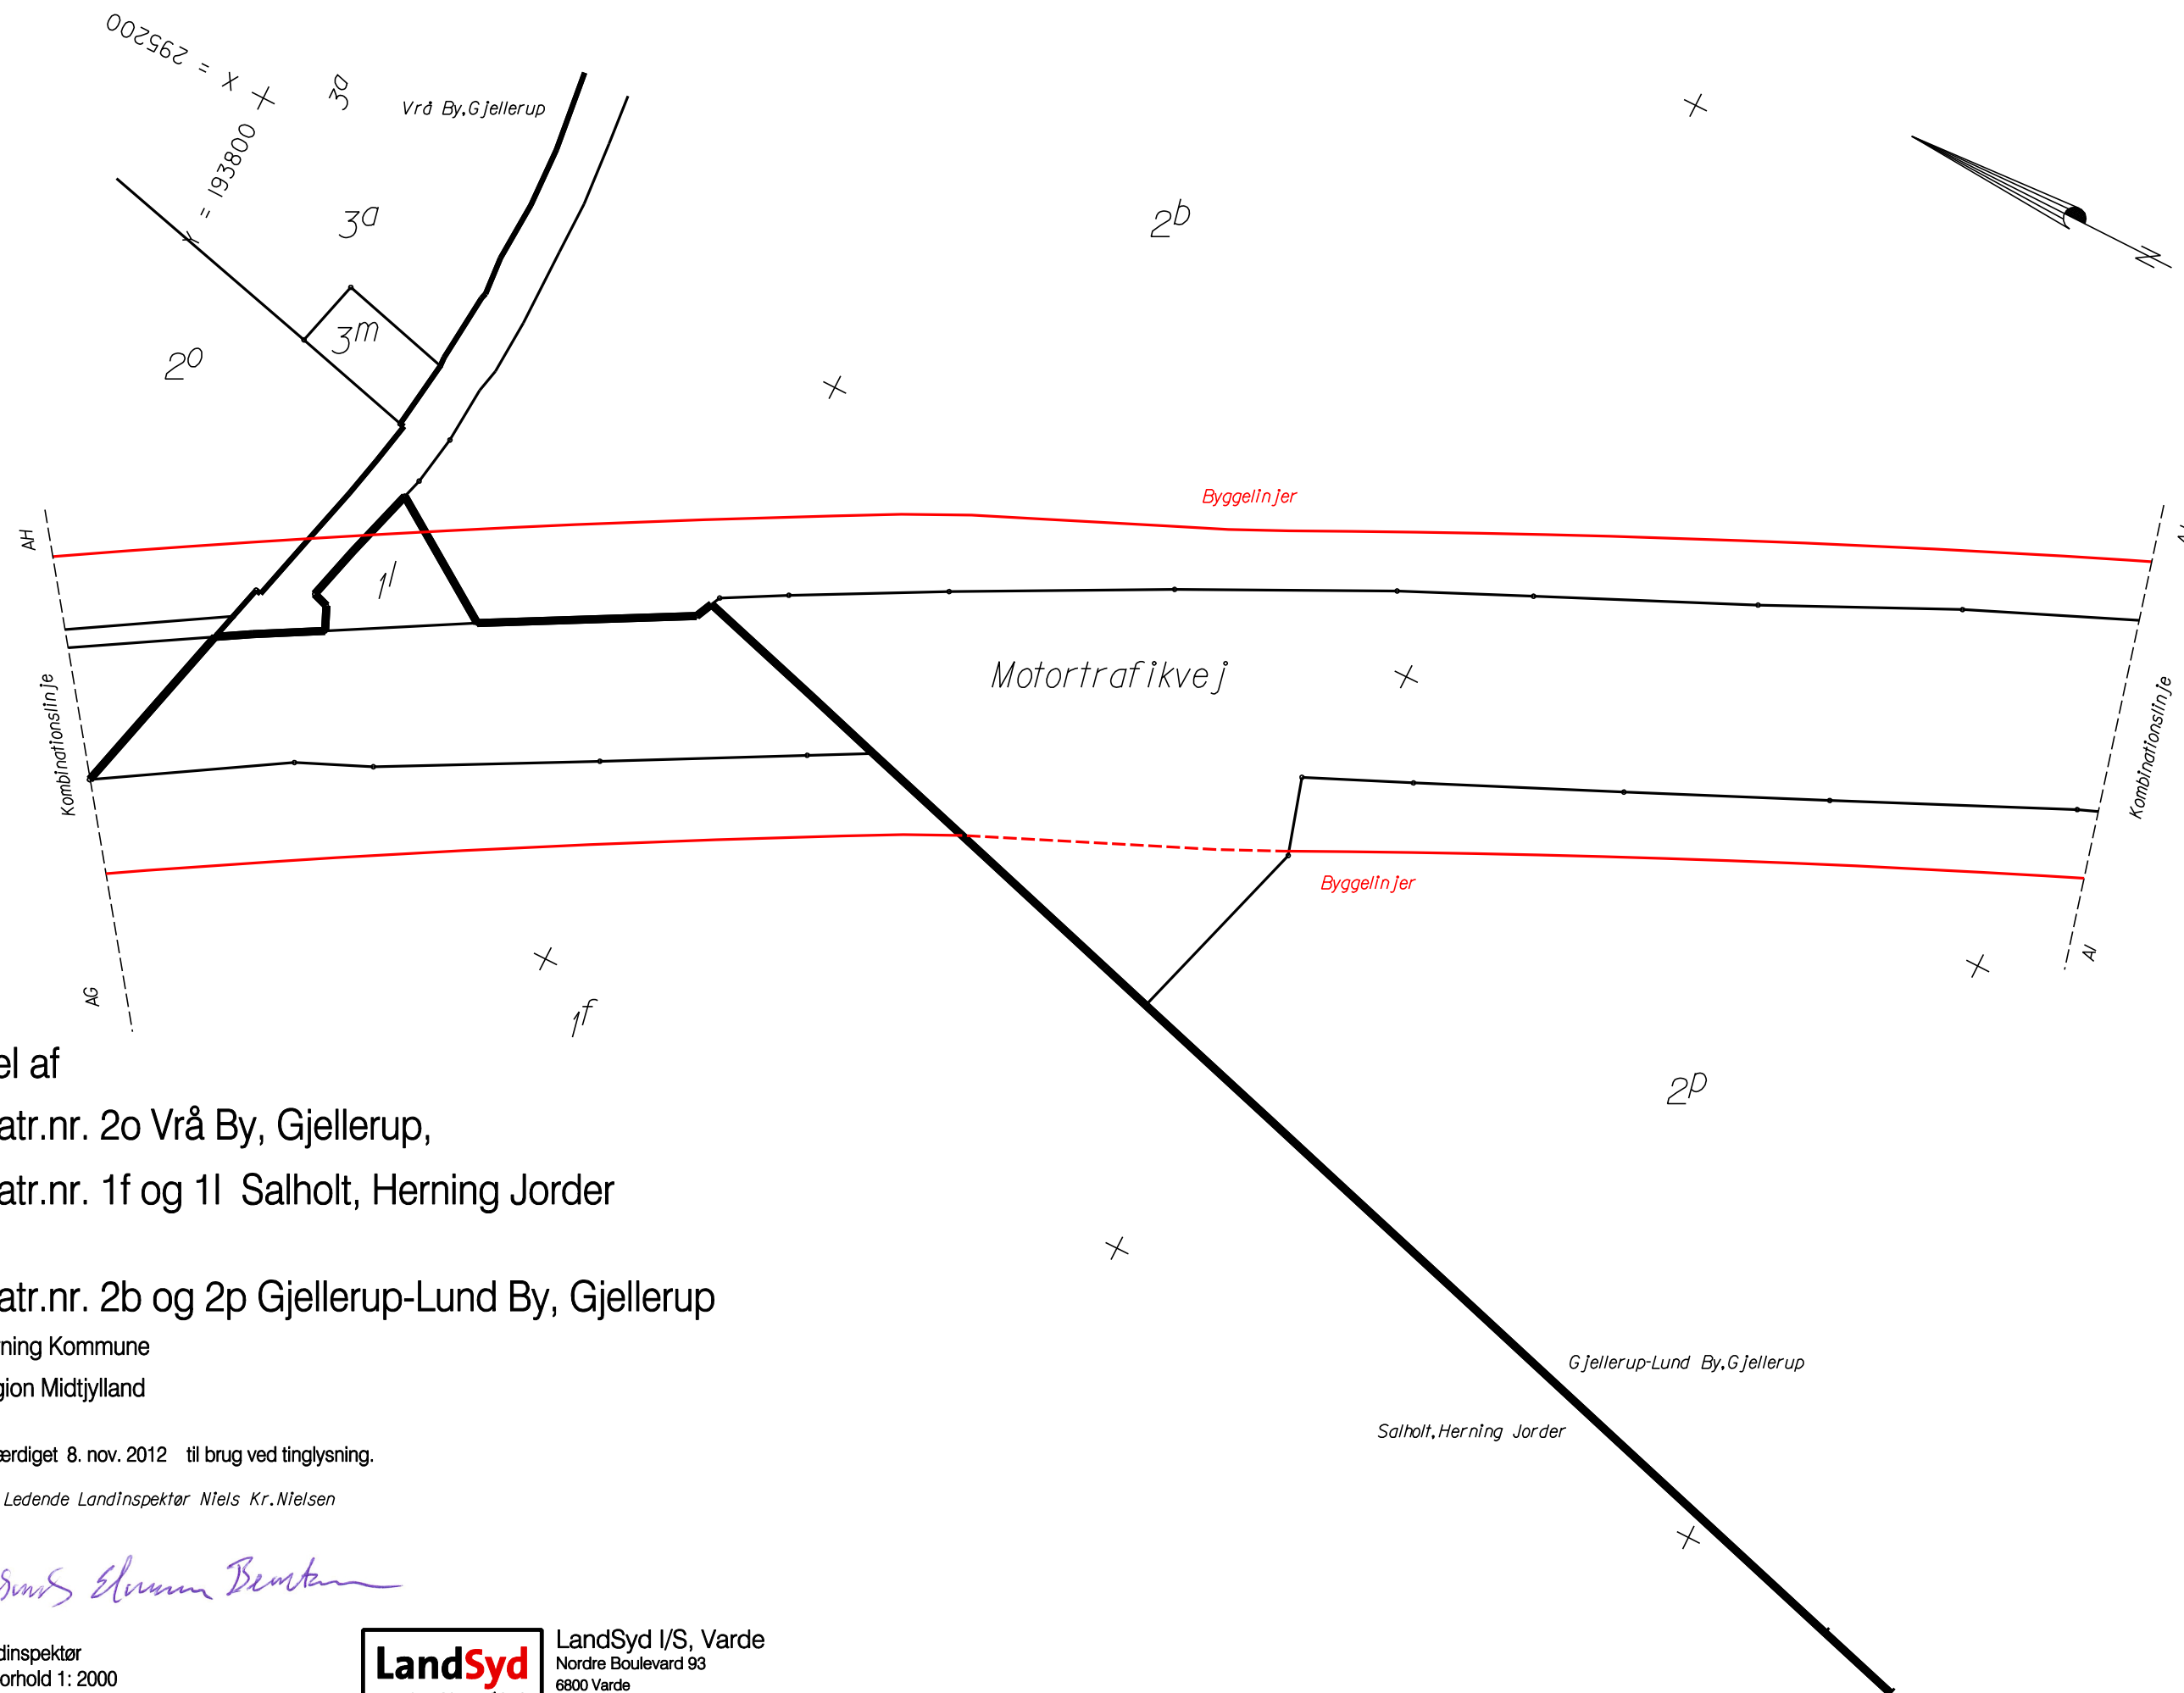 X = 295200
Y = 193800
3a
Vrå By,Gjellerup
3a
3m
2o
2b
N
Byggelinjer
AH
1l
Motortrafikvej
Kombinationslinje
Kombinationslinje
Byggelinjer
AG
AI
1f
2p
el af
atr.nr. 2o Vrå By, Gjellerup,
atr.nr. 1f og 1l Salholt, Herning Jorder
atr.nr. 2b og 2p Gjellerup-Lund By, Gjellerup
ning Kommune
gion Midtjylland
Gjellerup-Lund By,Gjellerup
Salholt,Herning Jorder
ærdiget 8. nov. 2012 til brug ved tinglysning.
Ledende Landinspektør Niels Kr.Nielsen
dinspektør
orhold 1: 2000
LandSyd
LandSyd I/S, Varde
Nordre Boulevard 93
6800 Varde